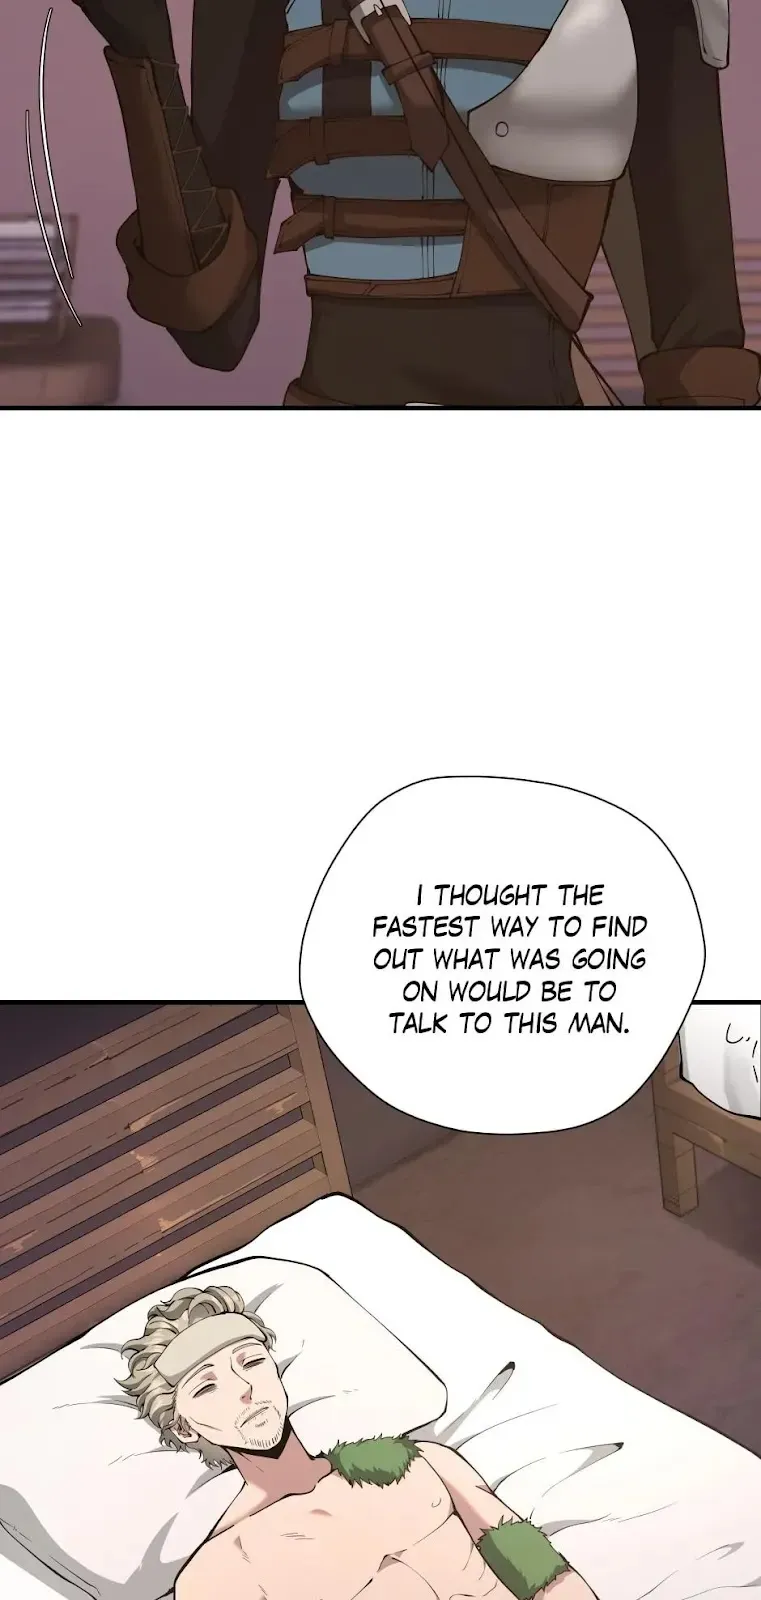 I THOUGHT THE
FASTEST WAY TO FIND
OUT WHAT WAS GOING
ON WOULD BE TO
TALK TO THIS MAN.